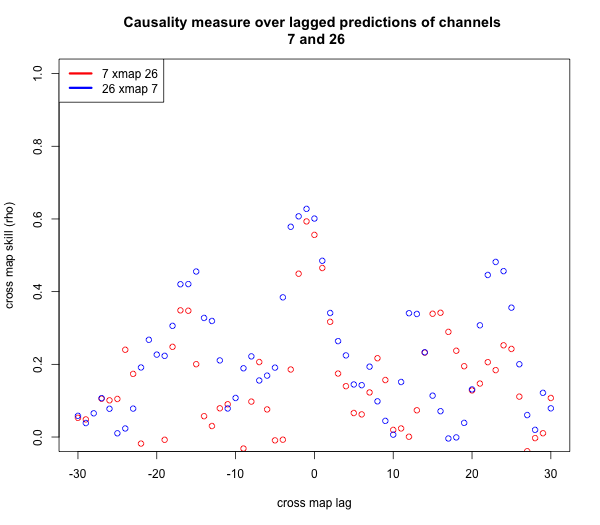 Causality measure over lagged predictions of channels
7 and 26
7 xmap 26
26 xmap 7
cross map skill (rho)
1.0
0.8
0.6
0.4
0.2
0.0
-30 -20 -10 0 10 20 30
cross map lag